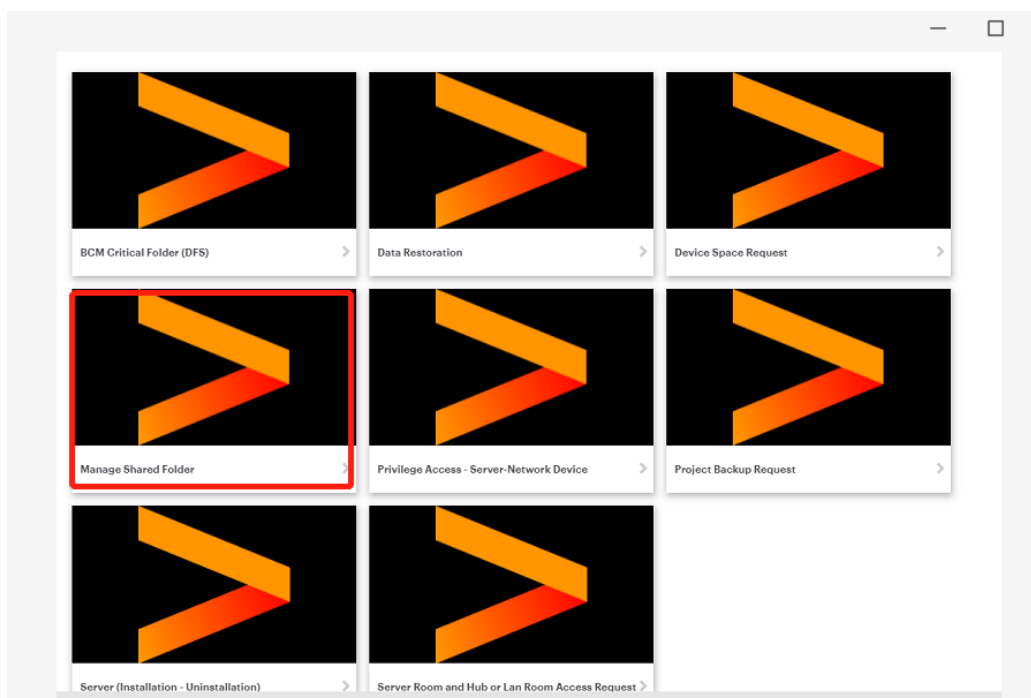 BCM Critical Folder (DFS)
Data Restoration
Device Space Request
Manage Shared Folder
Privilege Access - Server-Network Device
Project Backup Request
Server (Installation - Uninstallation)
Server Room and Hub or Lan Room Access Request